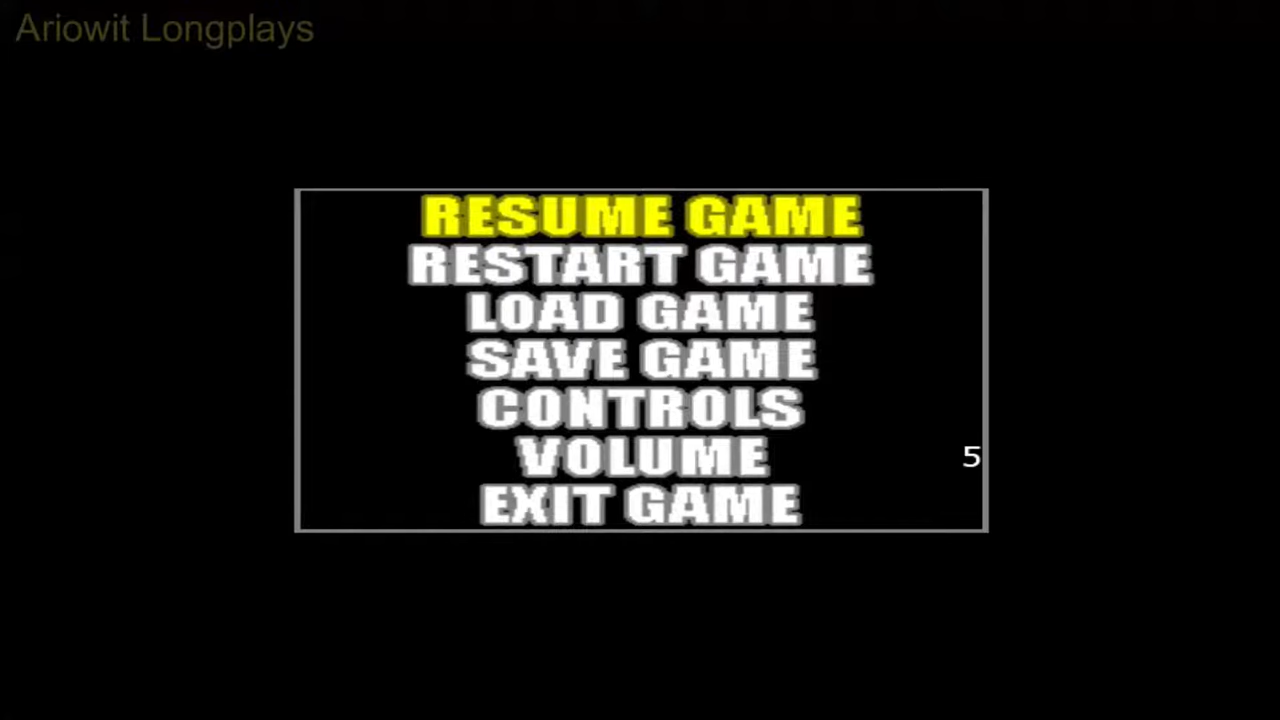 Ariowit Longplays
RESUME GAME
RESTART GAME
LOAD GAME
SAVE GAME
CONTROLS
VOLUME 5
EXIT GAME